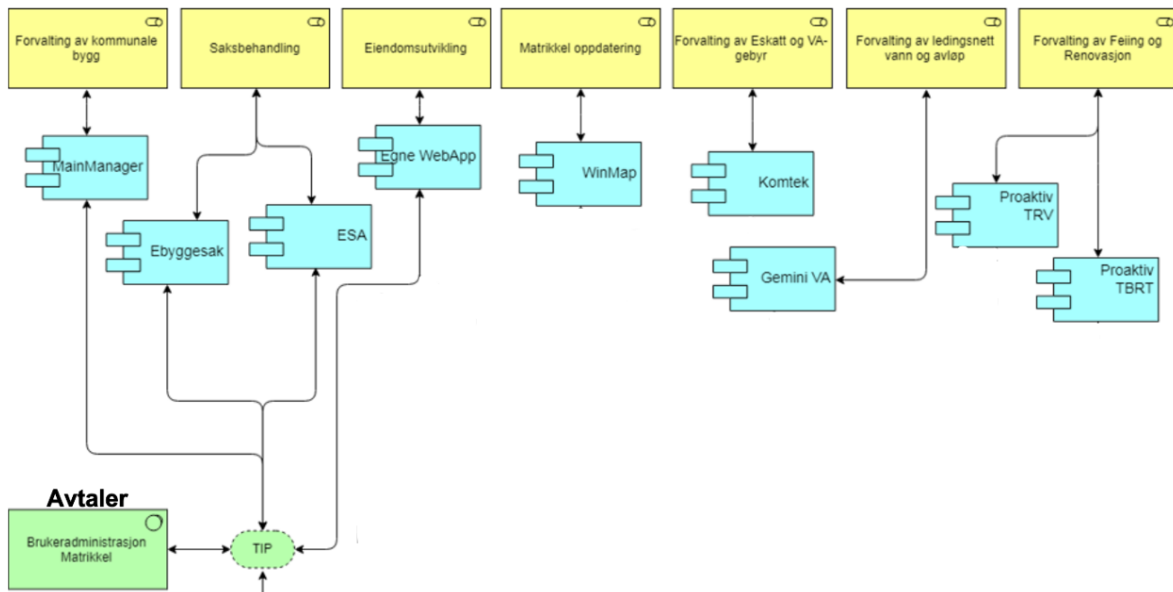 Forvalting av kommunale
bygg
Saksbehandling
Eiendomsutvikling
Matrikkel oppdatering
Forvalting av Eskatt og VA-
gebyr
Forvalting av ledingsnett
vann og avløp
Forvalting av Feiing og
Renovasjon
MainManager
Egne WebApp
WinMap
Komtek
Proaktiv
TRV
Ebyggesak
ESA
Gemini VA
Proaktiv
TBRT
Avtaler
Brukeradministrasjon
Matrikkel
TIP